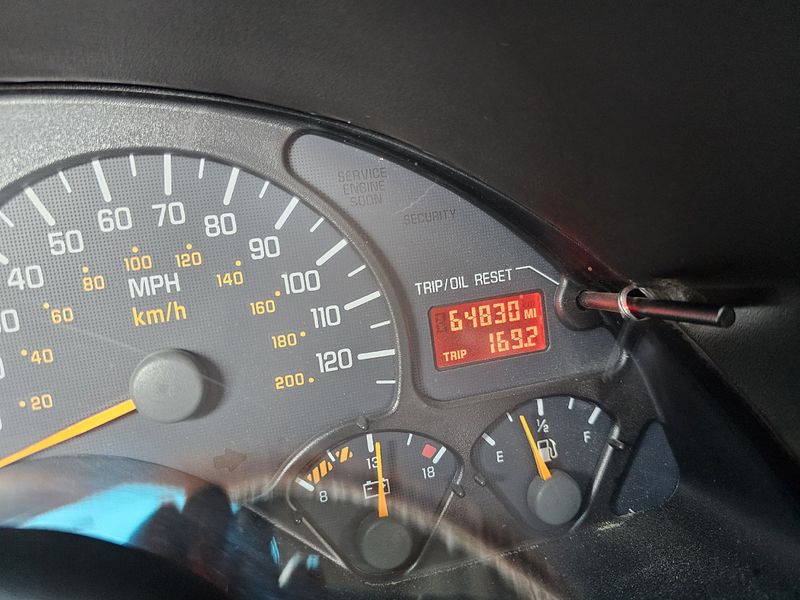 SERVICE
ENGINE
SOON
SECURITY
TRIP/OIL RESET
64830 MI
TRIP 169.2
40
50
60
70
80
90
100
110
120
MPH
km/h
20
40
60
80
100
120
140
160
180
200
8
13
18
E
1/2
F